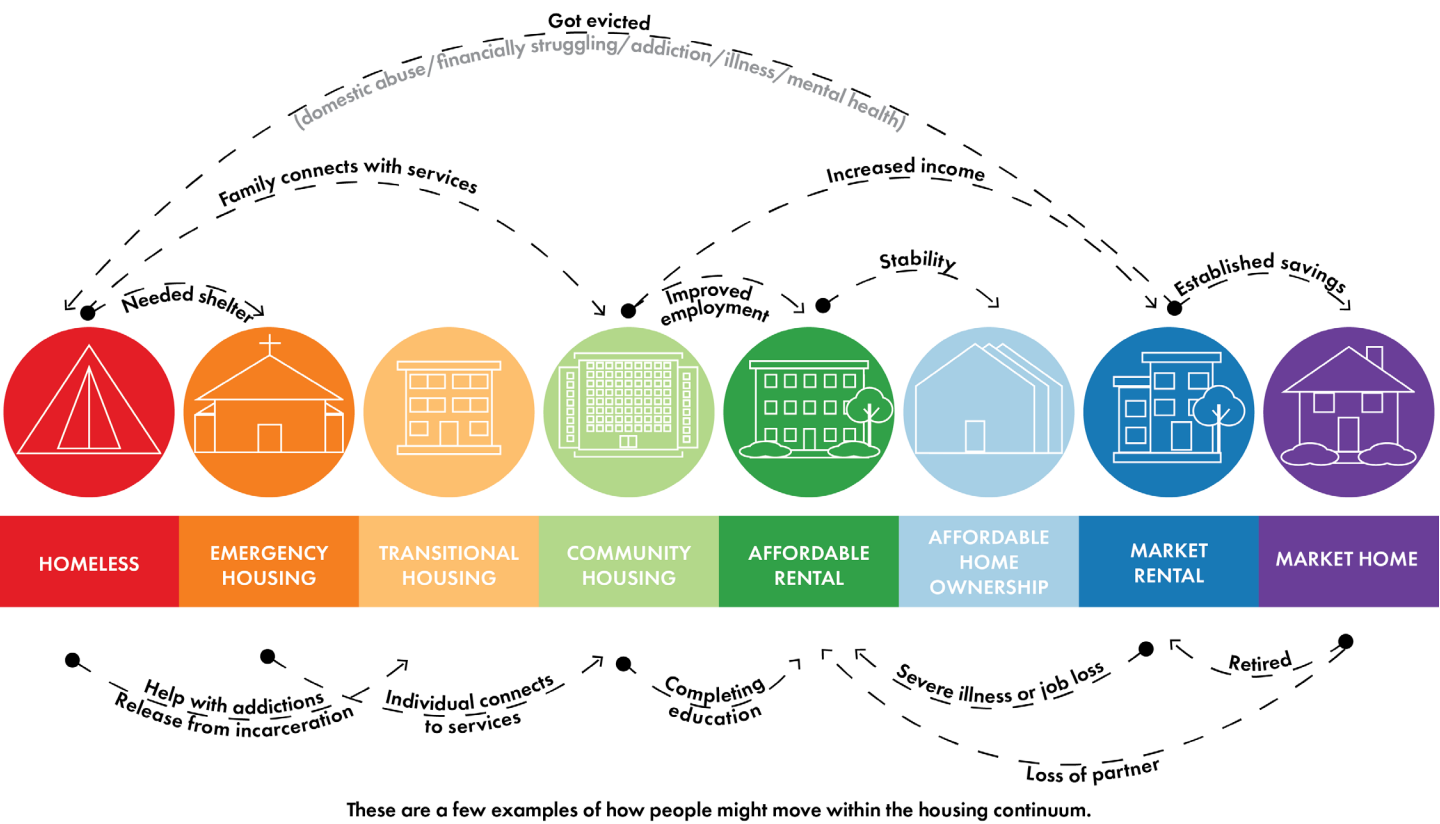 Got evicted
(domestic abuse/financially struggling/addiction/illness/mental health)
Family connects with services
Increased income
Needed shelter
Improved
employment
Stability
Established savings
HOMELESS
EMERGENCY
HOUSING
TRANSITIONAL
HOUSING
COMMUNITY
HOUSING
AFFORDABLE
RENTAL
AFFORDABLE
HOME
OWNERSHIP
MARKET
RENTAL
MARKET HOME
Help with addictions
Release from incarceration
Individual connects
to services
Completing
education
Severe illness or job loss
Retired
Loss of partner
These are a few examples of how people might move within the housing continuum.